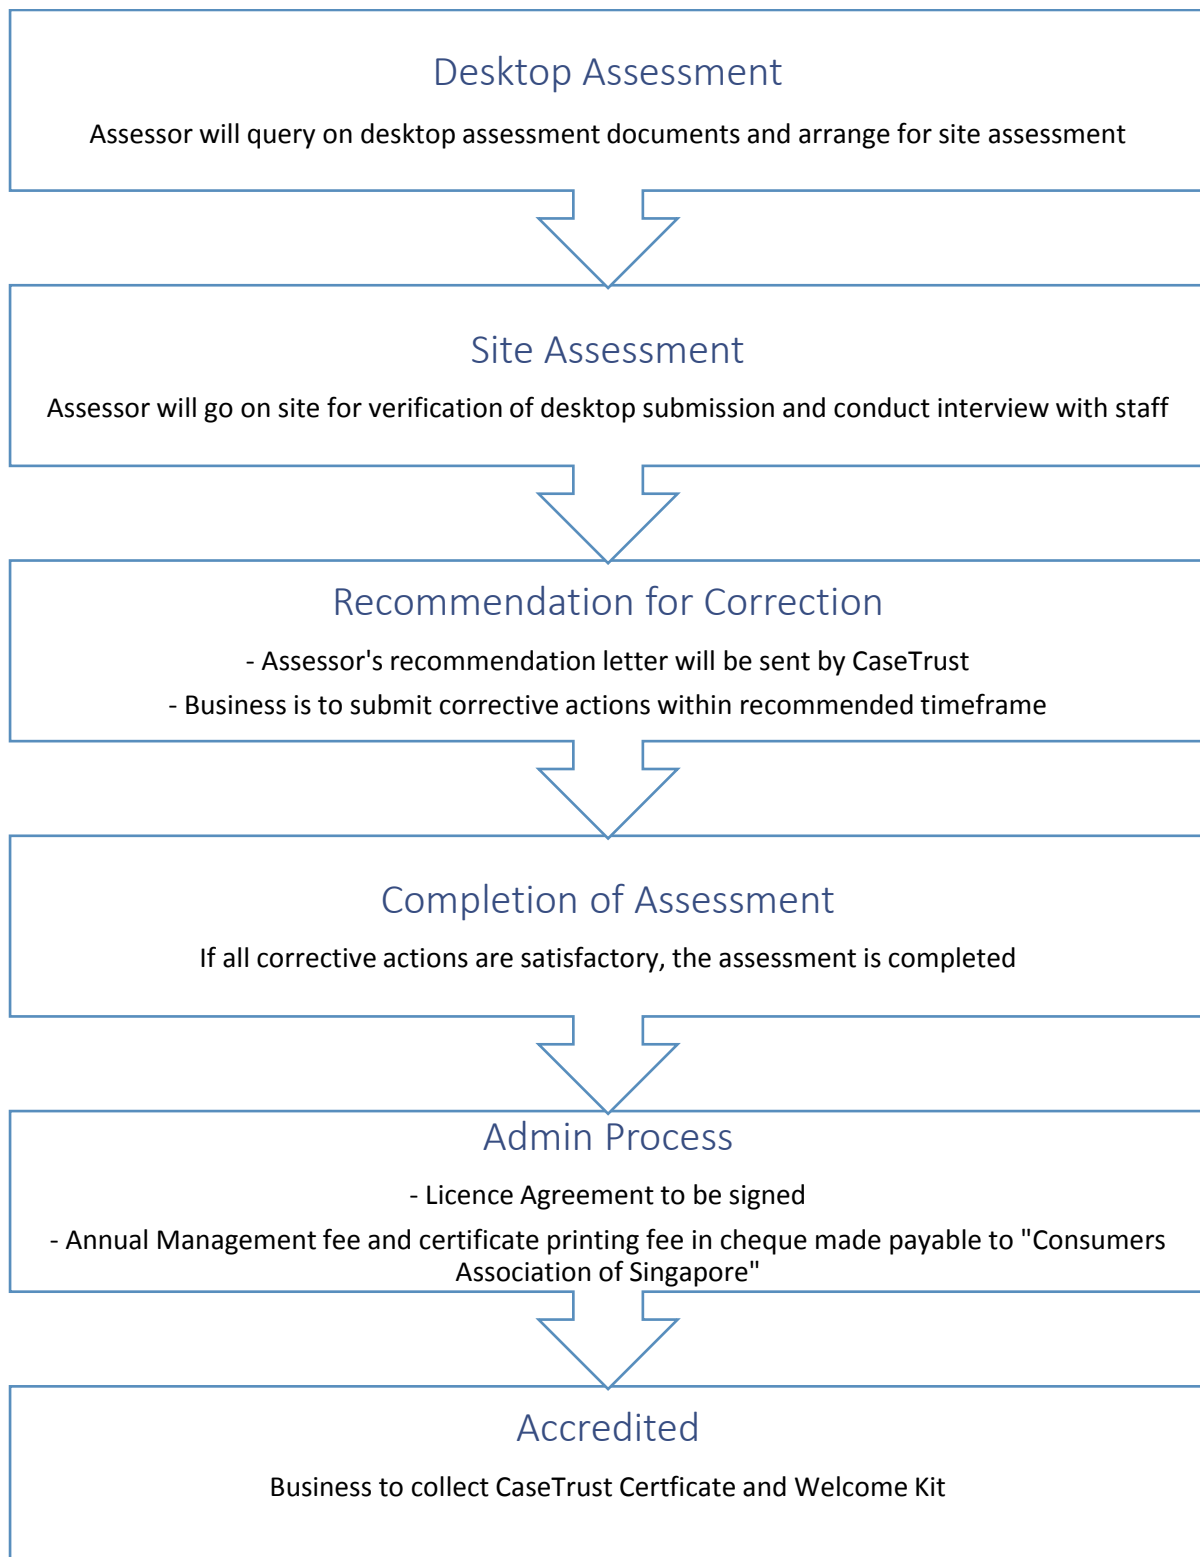 Desktop Assessment
Assessor will query on desktop assessment documents and arrange for site assessment
Site Assessment
Assessor will go on site for verification of desktop submission and conduct interview with staff
Recommendation for Correction
- Assessor's recommendation letter will be sent by CaseTrust
- Business is to submit corrective actions within recommended timeframe
Completion of Assessment
If all corrective actions are satisfactory, the assessment is completed
Admin Process
- Licence Agreement to be signed
- Annual Management fee and certificate printing fee in cheque made payable to "Consumers
Association of Singapore"
Accredited
Business to collect CaseTrust Certficate and Welcome Kit